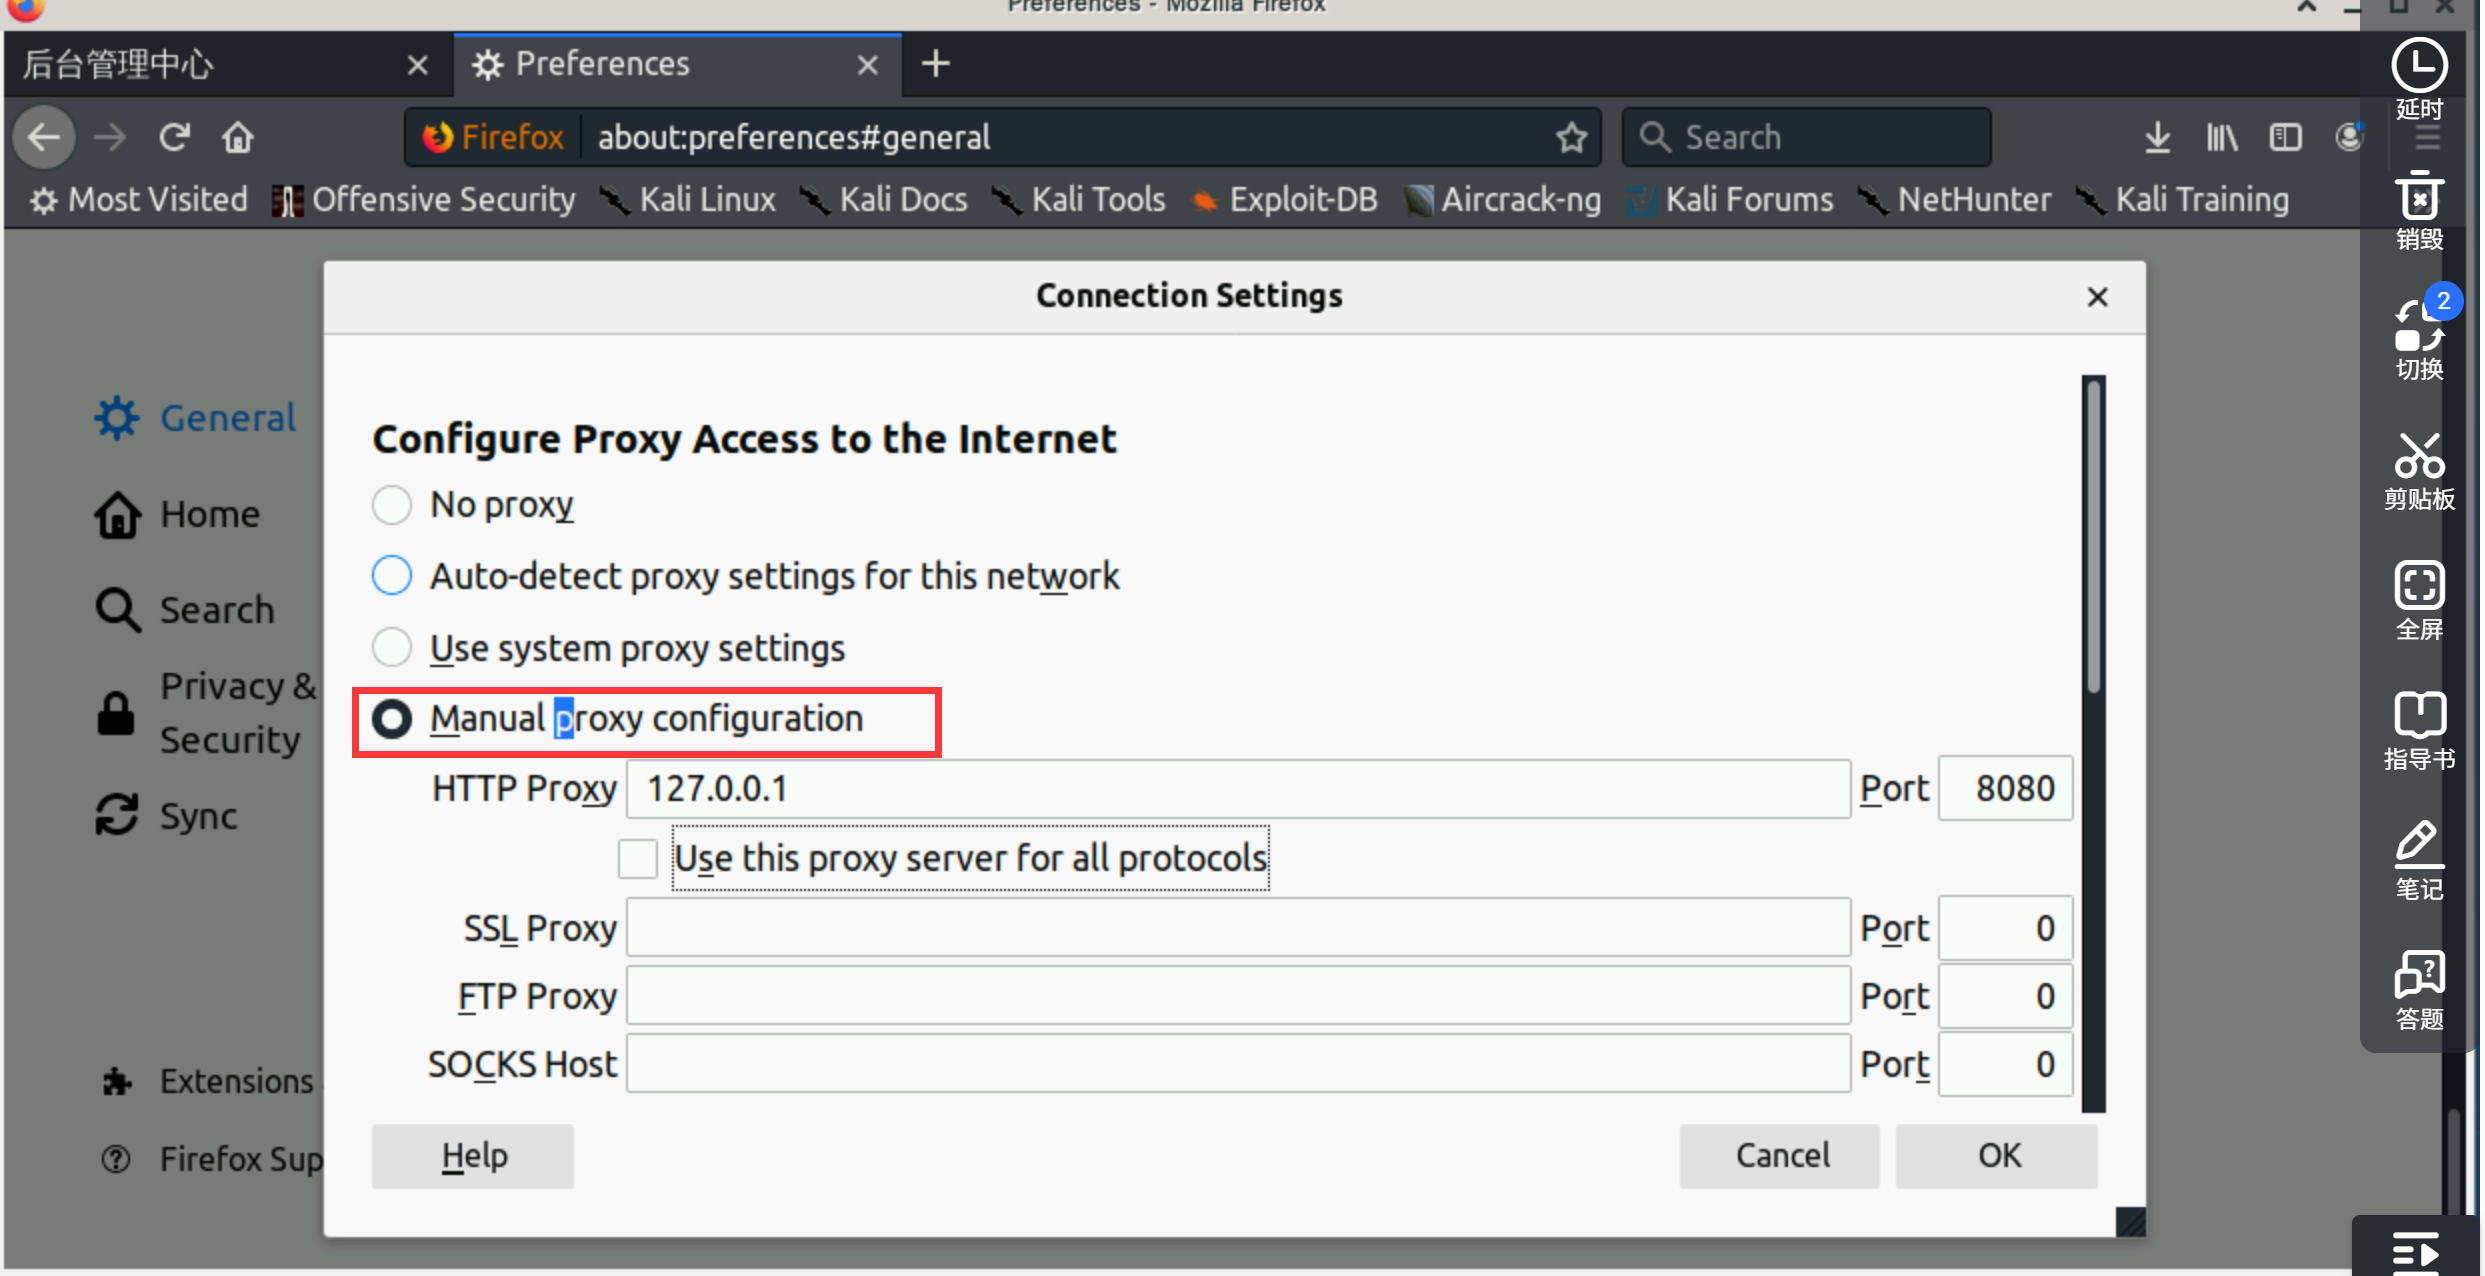 Preferences - Mozilla Firefox
后台管理中心
Preferences
Firefox about:preferences#general
Search
Most Visited Offensive Security Kali Linux Kali Docs Kali Tools Exploit-DB Aircrack-ng Kali Forums NetHunter Kali Training
General
Home
Search
Privacy &
Security
Sync
Extensions
Firefox Sup
Connection Settings
Configure Proxy Access to the Internet
No proxy
Auto-detect proxy settings for this network
Use system proxy settings
Manual proxy configuration
HTTP Proxy 127.0.0.1 Port 8080
Use this proxy server for all protocols
SSL Proxy Port 0
FTP Proxy Port 0
SOCKS Host Port 0
Help Cancel OK
延时
销毁
2
切换
剪贴板
全屏
指导书
笔记
答题